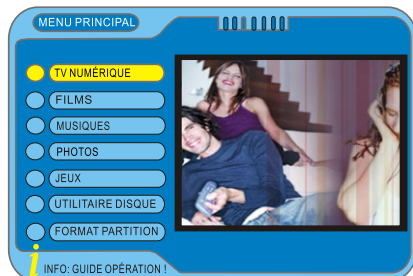 MENU PRINCIPAL
TV NUMÉRIQUE
FILMS
MUSIQUES
PHOTOS
JEUX
UTILITAIRE DISQUE
FORMAT PARTITION
i INFO: GUIDE OPÉRATION !